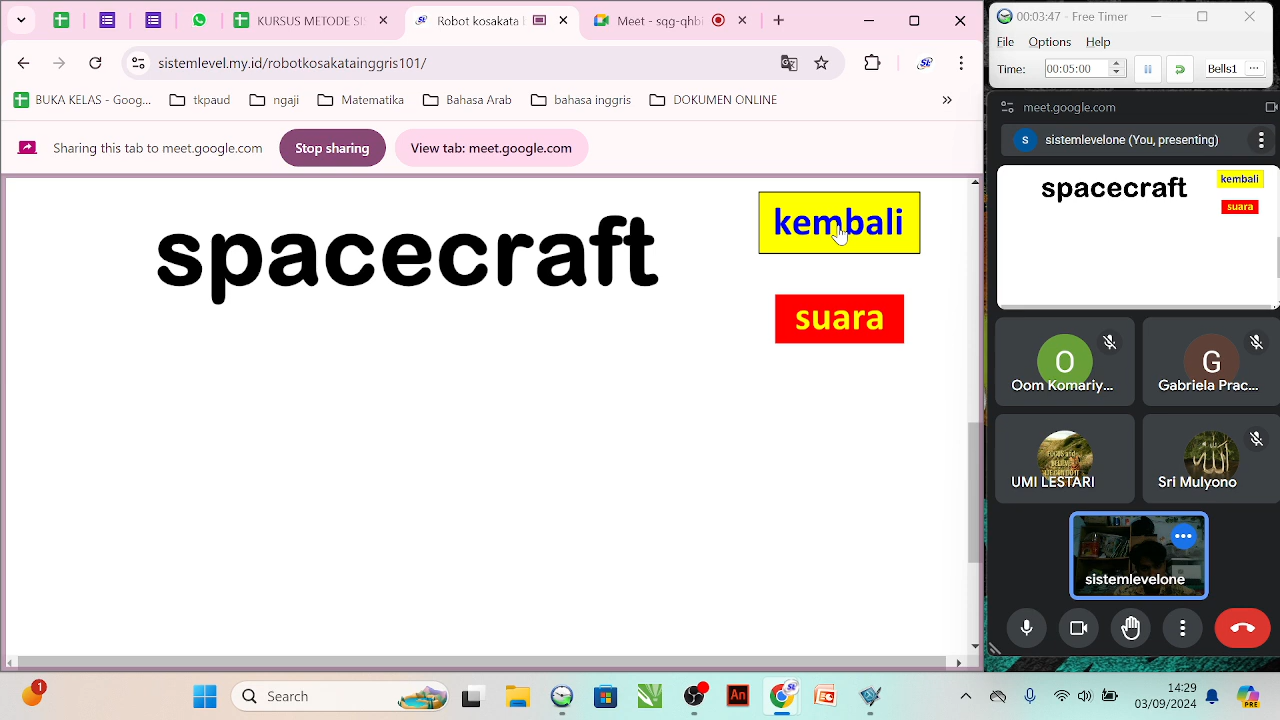 KURSUS METODE S
Robot kosakata
Meet - sqg-qhbi
sistemlevel.my.id/robotkosakatainggris101/
BUKA KELAS - Goog...
tkpaud
ngaji
Matematika
Bahasa Arab
bahasa inggris
DOKUMEN ONLINE
Sharing this tab to meet.google.com
Stop sharing
View tab: meet.google.com
spacecraft
kembali
suara
00:03:47 - Free Timer
File Options Help
Time: 00:05:00 Bells1 ...
meet.google.com
S sistemlevelone (You, presenting)
spacecraft
kembali
suara
O
Oom Komariy...
G
Gabriela Prac...
UMI LESTARI
Sri Mulyono
sistemlevelone
1
Search
An
14:29
03/09/2024
PRE